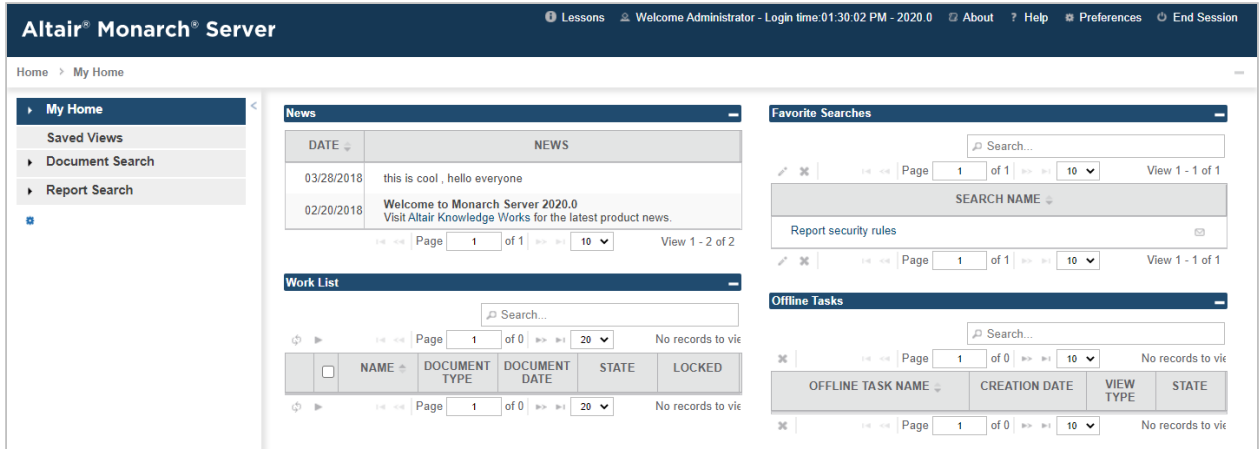 Altair® Monarch® Server
Lessons Welcome Administrator - Login time:01:30:02 PM - 2020.0 About ? Help Preferences End Session
Home > My Home
My Home
Saved Views
Document Search
Report Search
News
DATE NEWS
03/28/2018 this is cool , hello everyone
02/20/2018 Welcome to Monarch Server 2020.0
Visit Altair Knowledge Works for the latest product news.
Page 1 of 1 10 View 1 - 2 of 2
Work List
Search...
Page 1 of 0 20 No records to vie
NAME DOCUMENT TYPE DOCUMENT DATE STATE LOCKED
Page 1 of 0 20 No records to vie
Favorite Searches
Search...
Page 1 of 1 10 View 1 - 1 of 1
SEARCH NAME
Report security rules
Page 1 of 1 10 View 1 - 1 of 1
Offline Tasks
Search...
Page 1 of 0 10 No records to vie
OFFLINE TASK NAME CREATION DATE VIEW TYPE STATE
Page 1 of 0 10 No records to vie